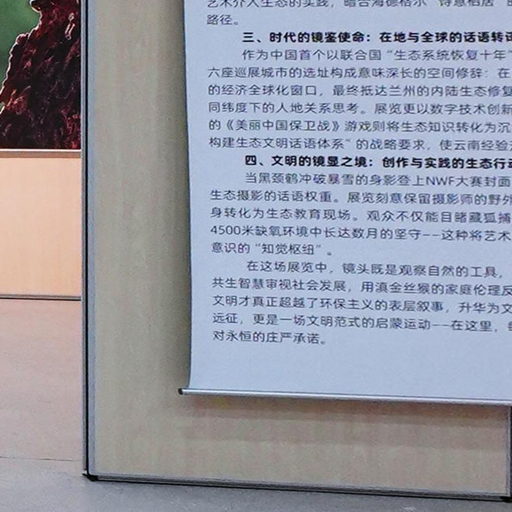 艺术介入生态的实践，暗合海德格尔“诗意栖居”
路径。
三、时代的镜鉴使命：在地与全球的话语转
作为中国首个以联合国“生态系统恢复十年”
六座巡展城市的选址构成意味深长的空间修辞：在
的经济全球化窗口，最终抵达兰州的内陆生态修复
同纬度下的人地关系思考。展览更以数字技术创新
的《美丽中国保卫战》游戏则将生态知识转化为沉
构建生态文明话语体系”的战略要求，使云南经验
四、文明的镜显之境：创作与实践的生态行
当黑颈鹤冲破暴雪的身影登上NWF大赛封面
生态摄影的话语权重。展览刻意保留摄影师的野外
身转化为生态教育现场。观众不仅能目睹藏狐捕
4500米缺氧环境中长达数月的坚守——这种将艺术
意识的“知觉枢纽”。
在这场展览中，镜头既是观察自然的工具，
共生智慧审视社会发展，用滇金丝猴的家庭伦理反
文明才真正超越了环保主义的表层叙事，升华为文
远征，更是一场文明范式的启蒙运动——在这里，
对永恒的庄严承诺。